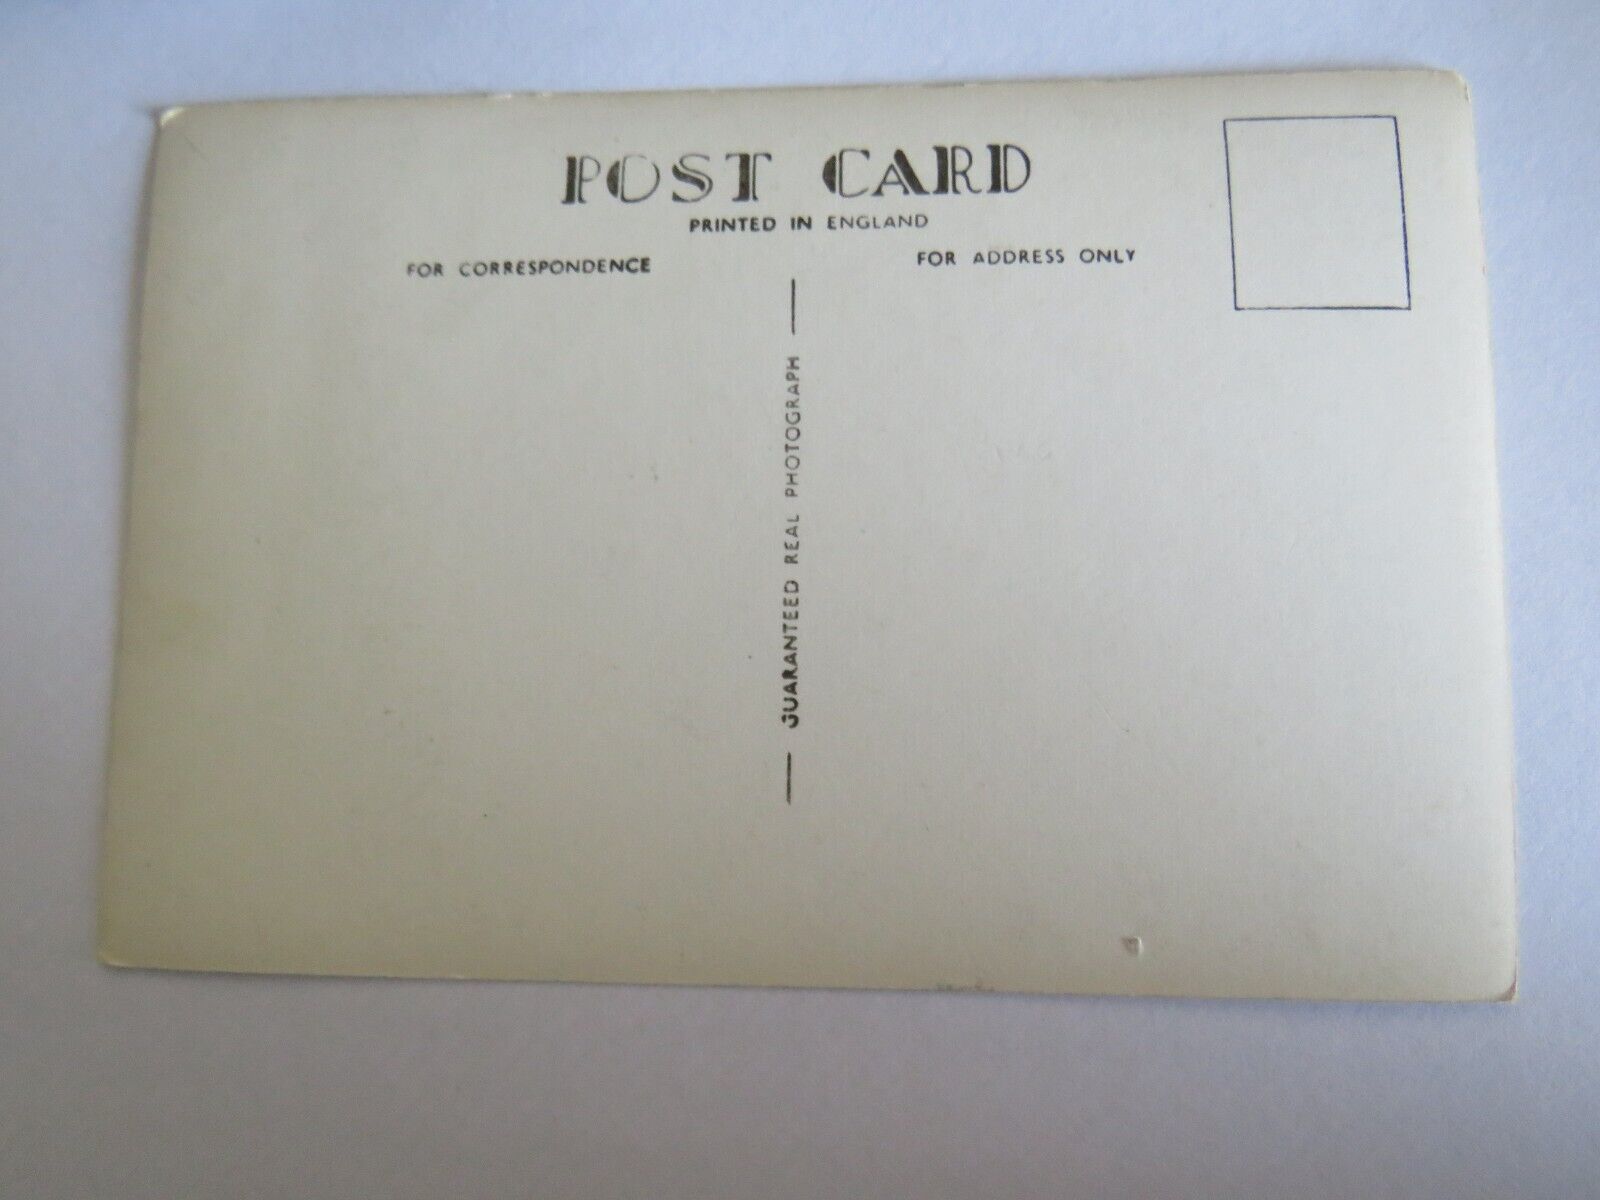 POST CARD
PRINTED IN ENGLAND
FOR CORRESPONDENCE
FOR ADDRESS ONLY
GUARANTEED REAL PHOTOGRAPH